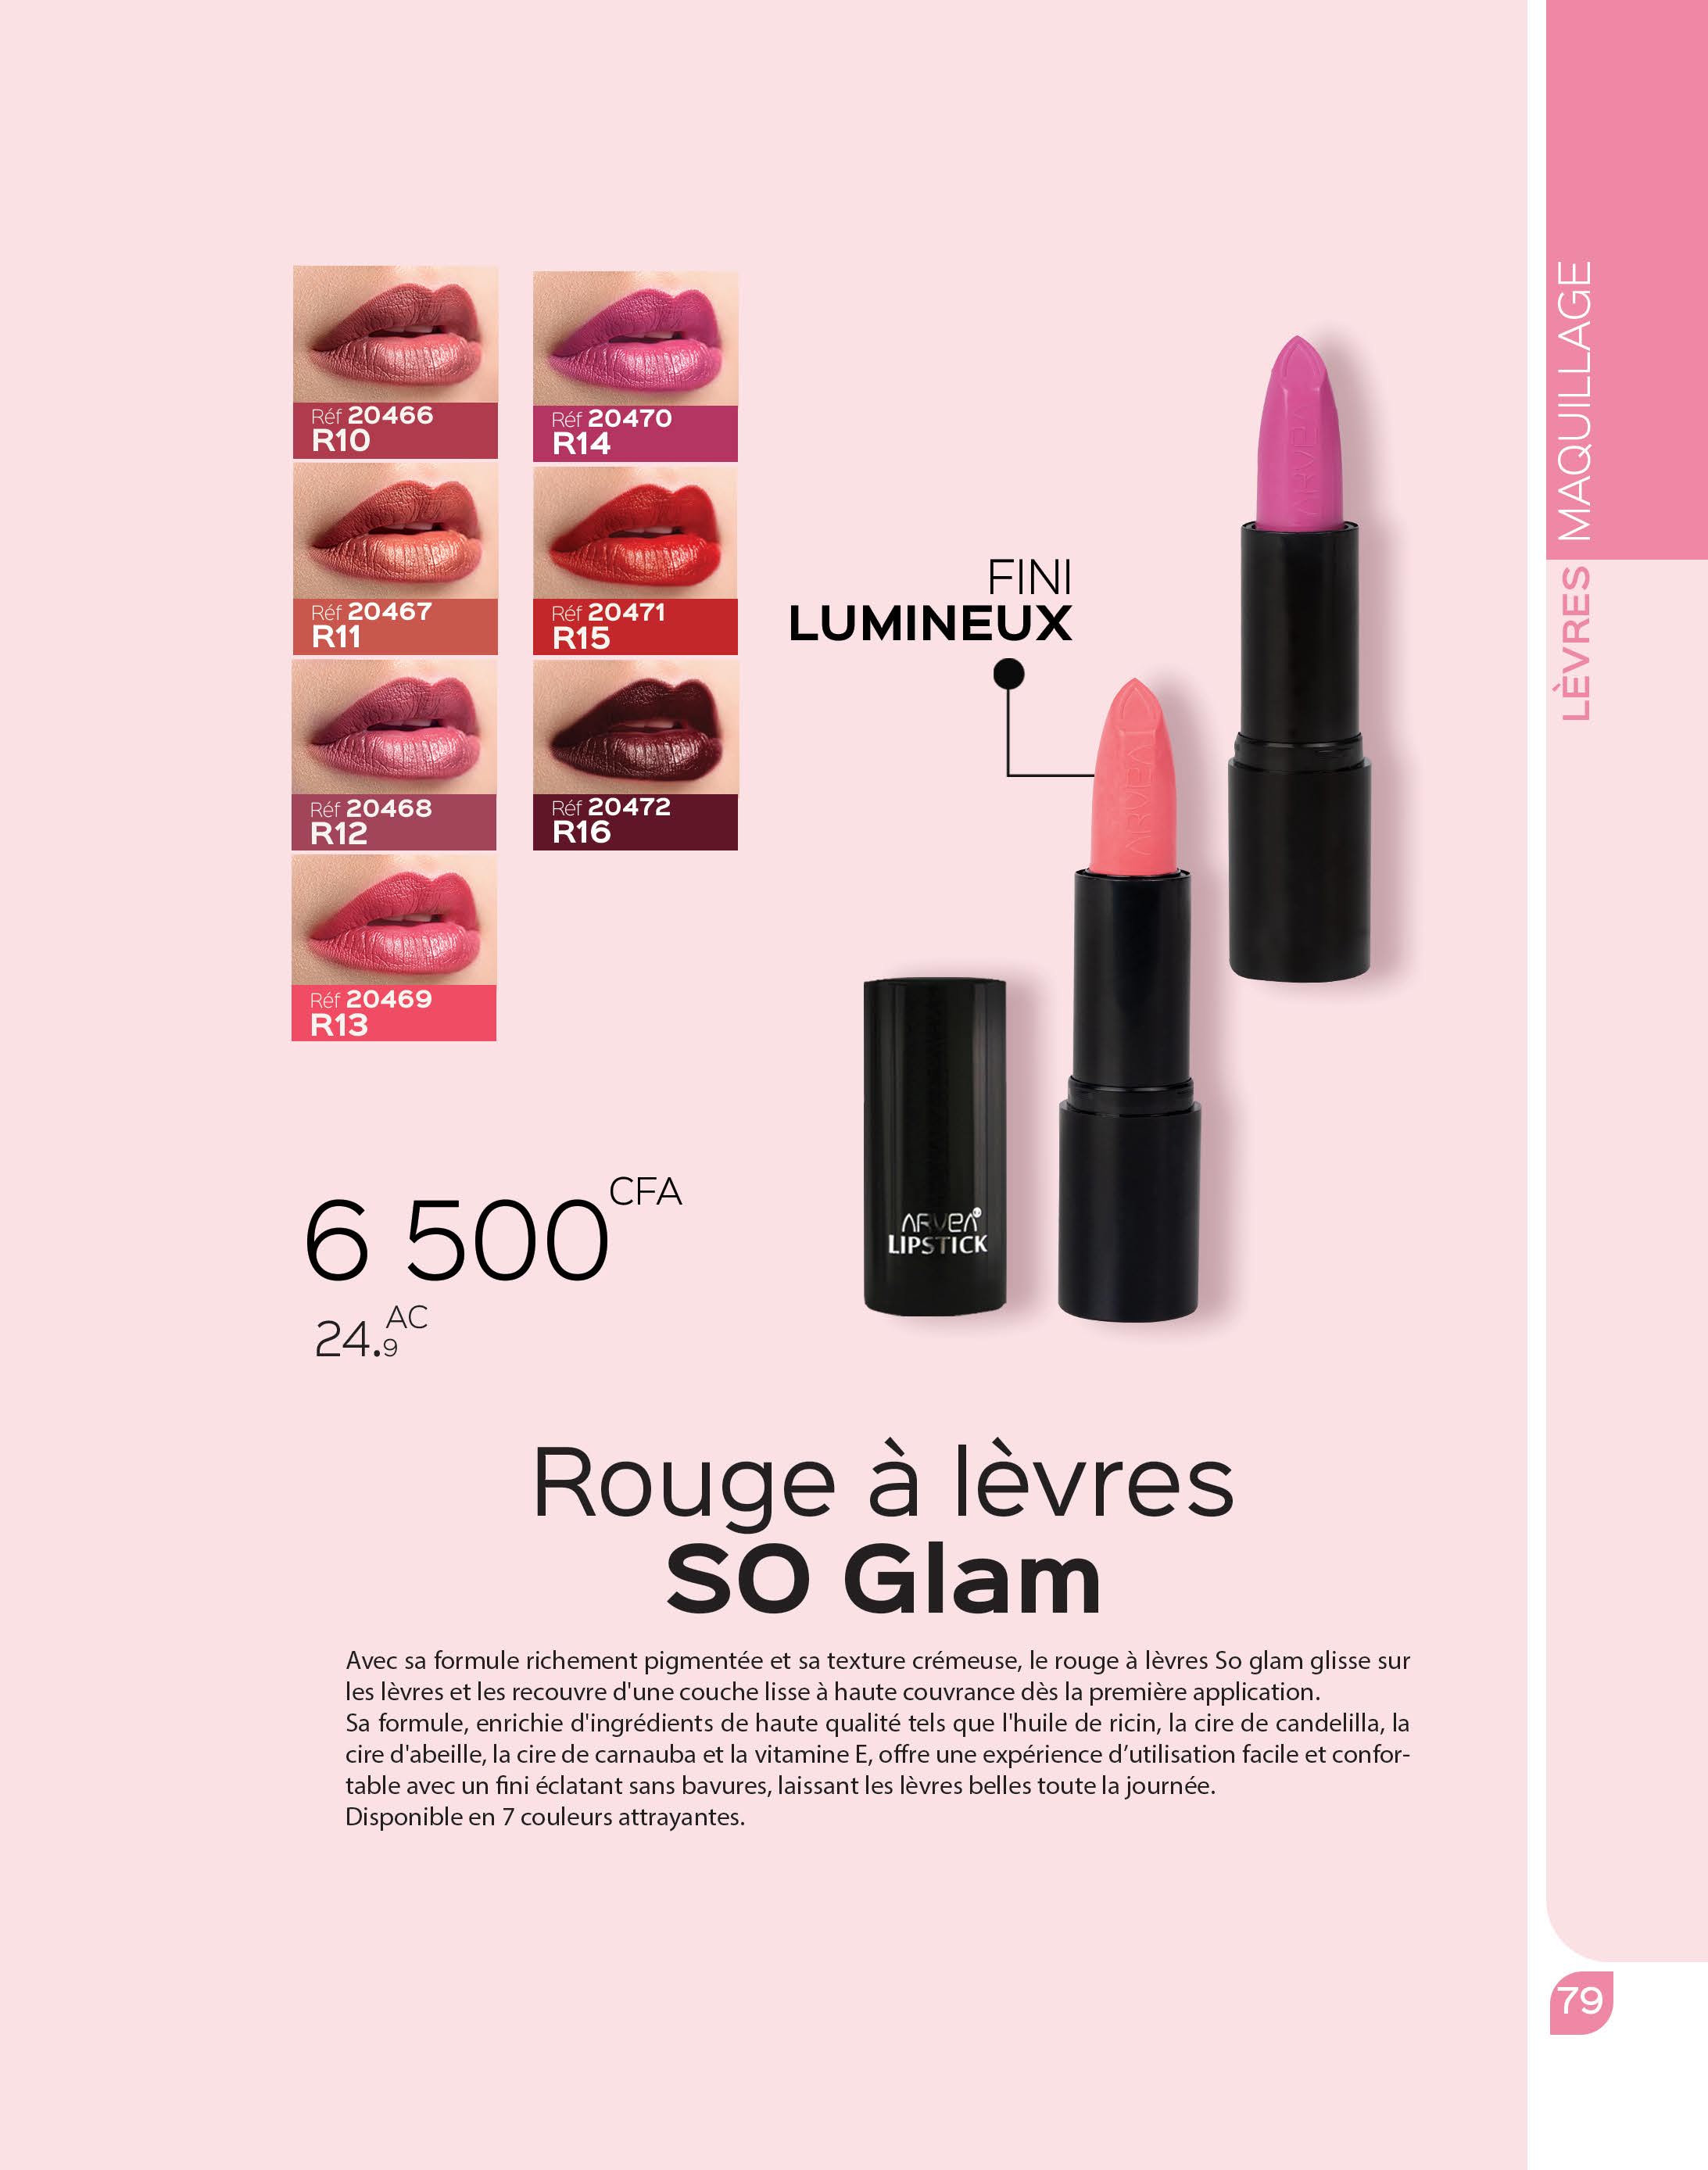 MAQUILLAGE
LÈVRES
Réf 20466
R10
Réf 20467
R11
Réf 20468
R12
Réf 20469
R13
Réf 20470
R14
Réf 20471
R15
Réf 20472
R16
FINI
LUMINEUX
ARVEA
ARVEA
ARVEA
LIPSTICK
6 500 CFA
24.9 AC
Rouge à lèvres
SO Glam
Avec sa formule richement pigmentée et sa texture crémeuse, le rouge à lèvres So glam glisse sur
les lèvres et les recouvre d'une couche lisse à haute couvrance dès la première application.
Sa formule, enrichie d'ingrédients de haute qualité tels que l'huile de ricin, la cire de candelilla, la
cire d'abeille, la cire de carnauba et la vitamine E, offre une expérience d’utilisation facile et confor-
table avec un fini éclatant sans bavures, laissant les lèvres belles toute la journée.
Disponible en 7 couleurs attrayantes.
79